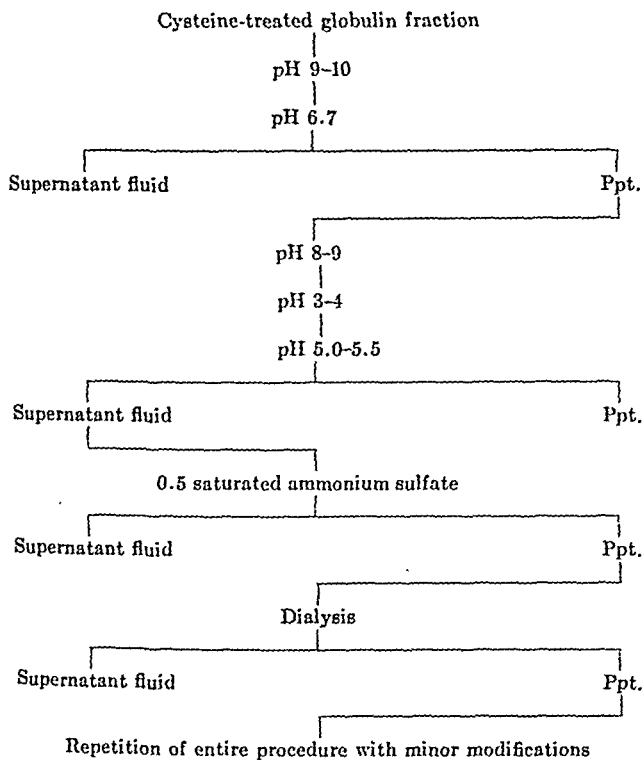 Cysteine-treated globulin fraction
pH 9-10
pH 6.7
Supernatant fluid Ppt.
pH 8-9
pH 3-4
pH 5.0-5.5
Supernatant fluid Ppt.
0.5 saturated ammonium sulfate
Supernatant fluid Ppt.
Dialysis
Supernatant fluid Ppt.
Repetition of entire procedure with minor modifications